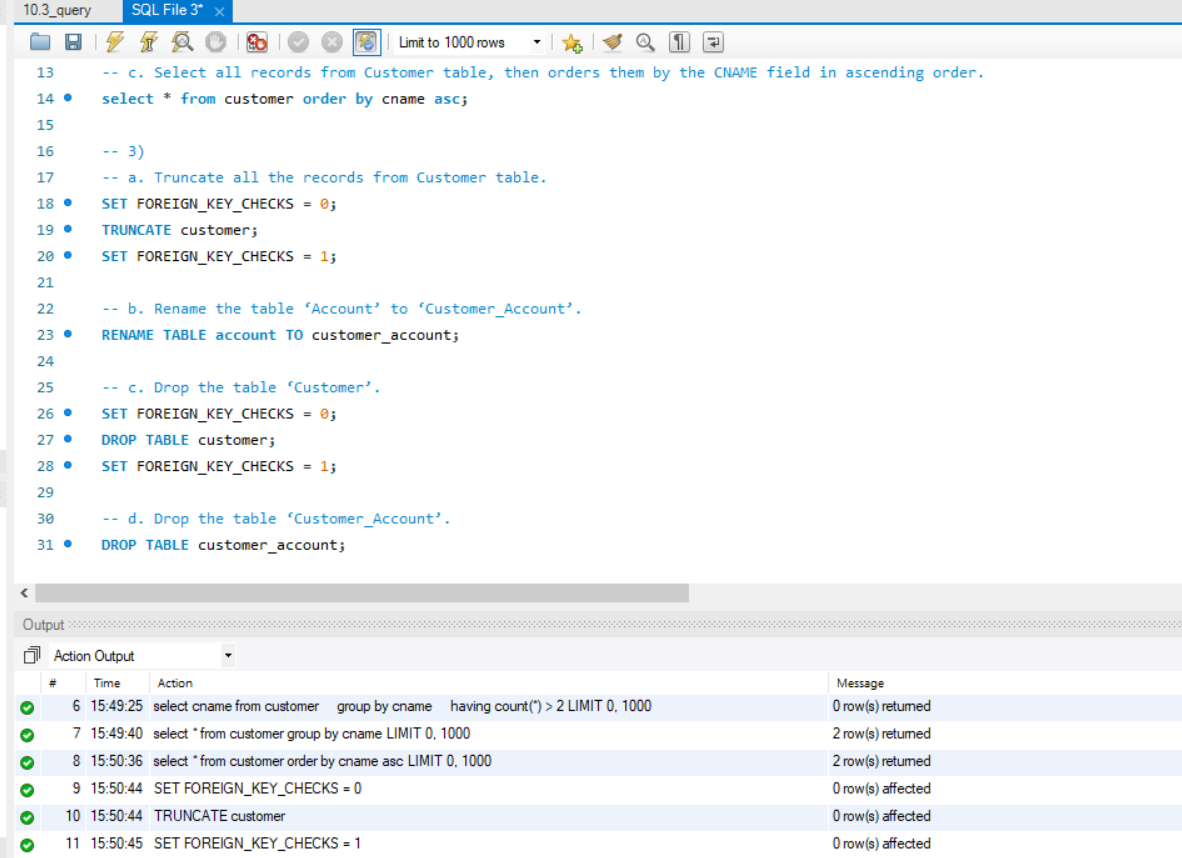 10.3_query SQL File 3* ×
Limit to 1000 rows
13 -- c. Select all records from Customer table, then orders them by the CNAME field in ascending order.
14 select * from customer order by cname asc;
15
16 -- 3)
17 -- a. Truncate all the records from Customer table.
18 SET FOREIGN_KEY_CHECKS = 0;
19 TRUNCATE customer;
20 SET FOREIGN_KEY_CHECKS = 1;
21
22 -- b. Rename the table ‘Account’ to ‘Customer_Account’.
23 RENAME TABLE account TO customer_account;
24
25 -- c. Drop the table ‘Customer’.
26 SET FOREIGN_KEY_CHECKS = 0;
27 DROP TABLE customer;
28 SET FOREIGN_KEY_CHECKS = 1;
29
30 -- d. Drop the table ‘Customer_Account’.
31 DROP TABLE customer_account;
Output
Action Output
# Time Action Message
6 15:49:25 select cname from customer group by cname having count(*) > 2 LIMIT 0, 1000 0 row(s) returned
7 15:49:40 select * from customer group by cname LIMIT 0, 1000 2 row(s) returned
8 15:50:36 select * from customer order by cname asc LIMIT 0, 1000 2 row(s) returned
9 15:50:44 SET FOREIGN_KEY_CHECKS = 0 0 row(s) affected
10 15:50:44 TRUNCATE customer 0 row(s) affected
11 15:50:45 SET FOREIGN_KEY_CHECKS = 1 0 row(s) affected